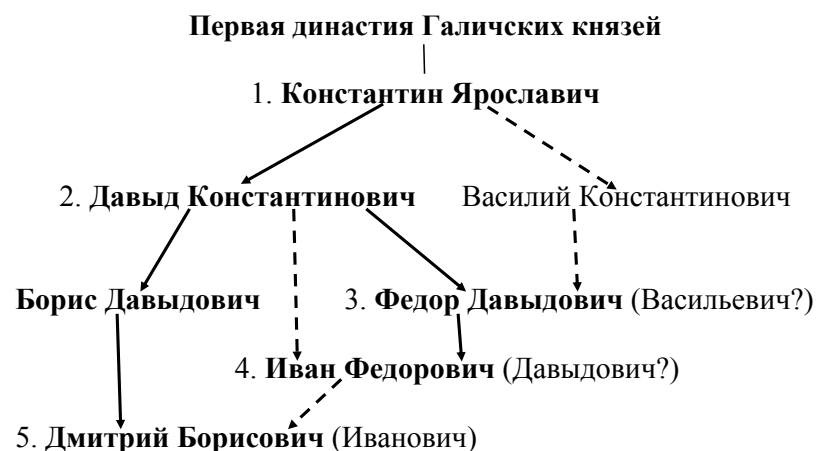 Первая династия Галичских князей
1. Константин Ярославич
2. Давыд Константинович Василий Константинович
Борис Давыдович 3. Федор Давыдович (Васильевич?)
4. Иван Федорович (Давыдович?)
5. Дмитрий Борисович (Иванович)